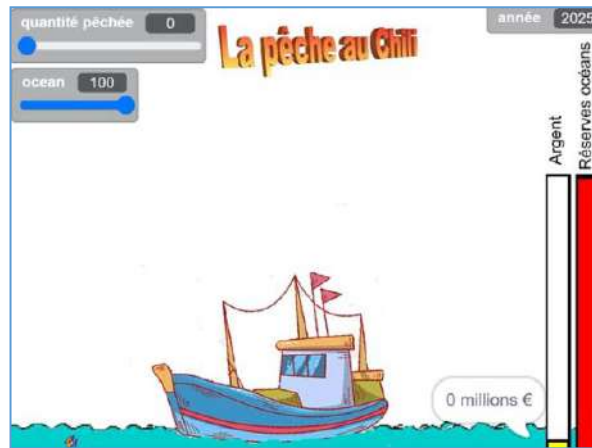 quantité pêchée 0
La pêche au Chili
année 2025
ocean 100
Argent
Réserves océans
0 millions €